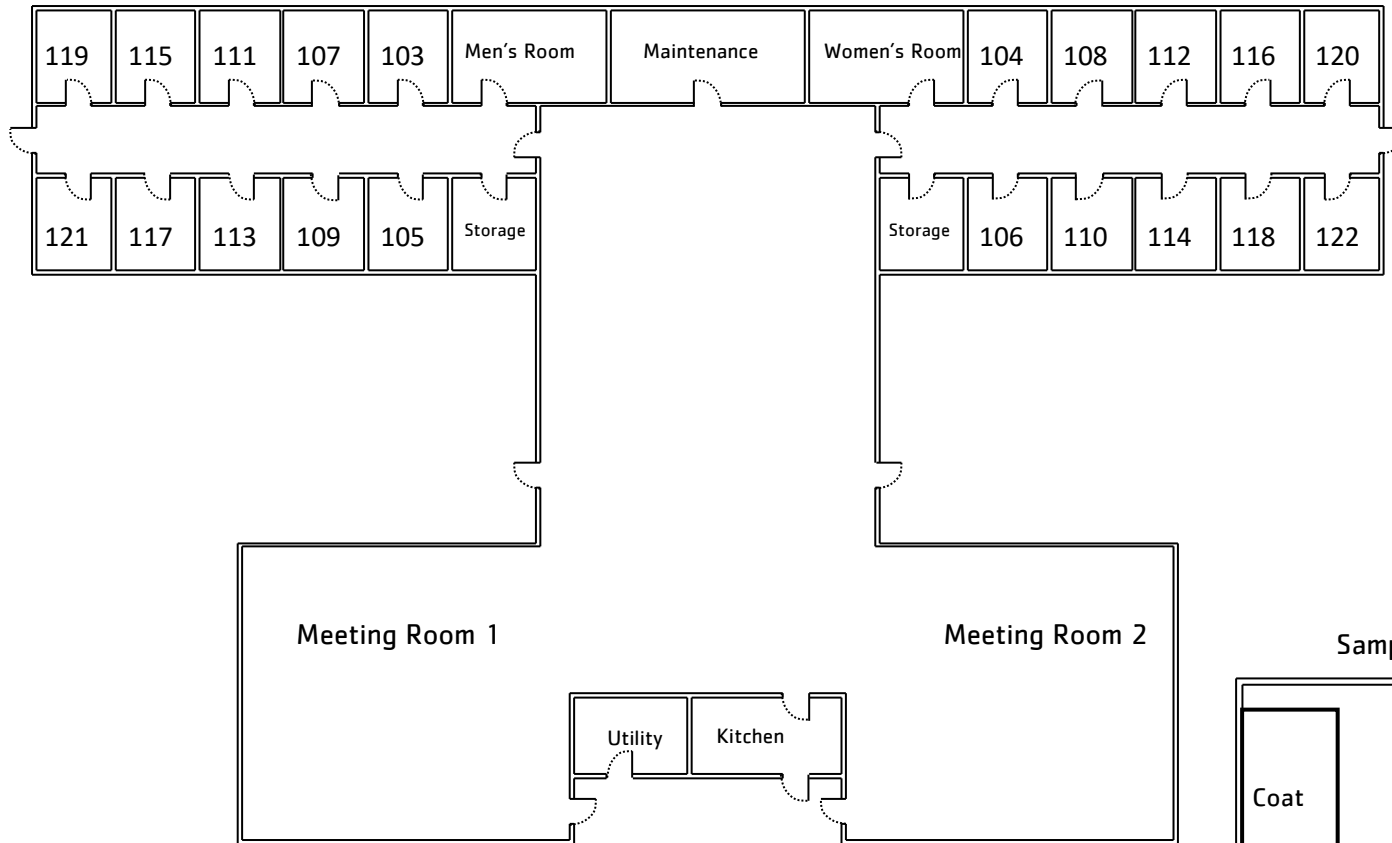 119 115 111 107 103 Men's Room Maintenance Women's Room 104 108 112 116 120
121 117 113 109 105 Storage Storage 106 110 114 118 122
Meeting Room 1 Meeting Room 2
Samp
Utility Kitchen
Coat